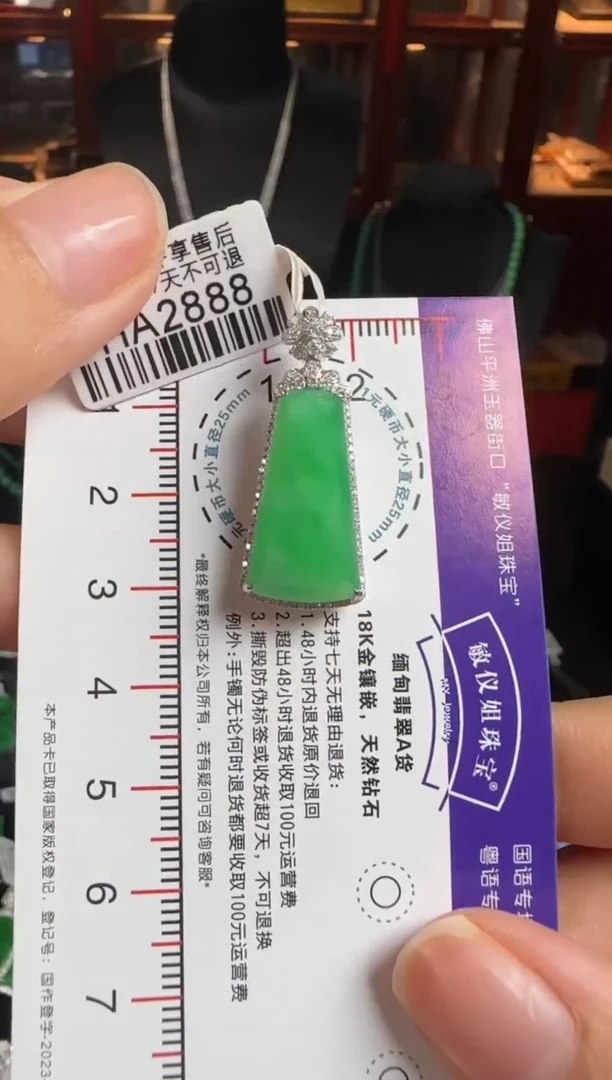 享售后
天不可退
A2888
1
2
2
3
4
5
6
7
1元硬币大小直径25mm
元硬币大小直径25mm
佛山平洲玉器街口“敏仪姐珠宝”
敏仪姐珠宝®
MY Jewelry
国语专
粤语专
缅甸翡翠A货
18K金镶嵌，天然钻石
支持七天无理由退货：
1.48小时内退货原价退回
2.超出48小时退货收取100元运营费
3.撕毁防伪标签或收货超7天，不可退换
例外：手镯无论何时退货都要收取100元运营费
*最终解释权归本公司所有，若有疑问可咨询客服*
本产品卡已取得国家版权登记，登记号：国作登字-2023-